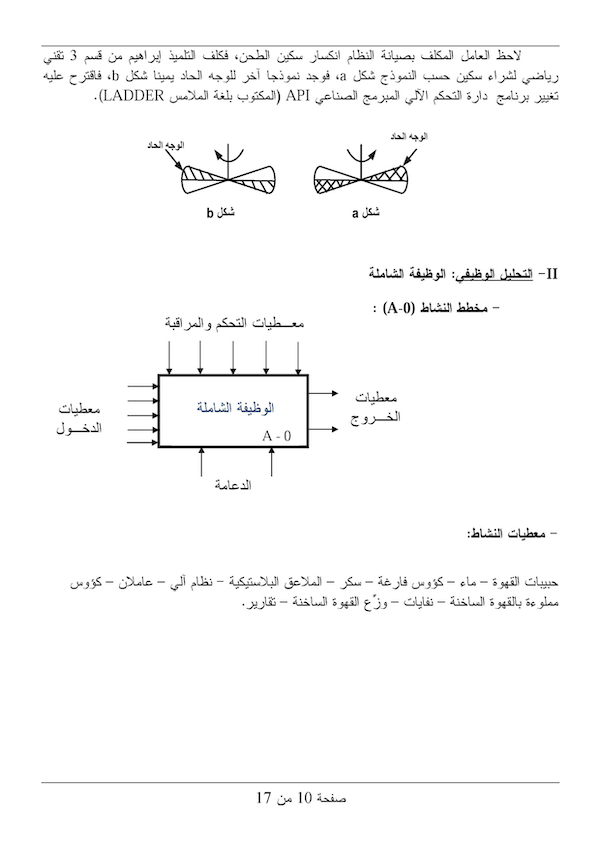 لاحظ العامل المكلف بصيانة النظام انكسار سكين الطحن، فكلف التلميذ إبراهيم من قسم 3 تقني
رياضي لشراء سكين حسب النموذج شكل a، فوجد نموذجا آخر للوجه الحاد يمينا شكل b، فاقترح عليه
تغيير برنامج دارة التحكم الآلي المبرمج الصناعي API (المكتوب بلغة الملامس LADDER).
الوجه الحاد
الوجه الحاد
شكل a
شكل b
II- التحليل الوظيفي: الوظيفة الشاملة
- مخطط النشاط (A-0) :
معـــطيات التحكم والمراقبة
معطيات
الخـــروج
الوظيفة الشاملة
A - 0
معطيات
الدخـــول
الدعامة
- معطيات النشاط:
حبيبات القهوة – ماء – كؤوس فارغة – سكر – الملاعق البلاستيكية – نظام آلي – عاملان – كؤوس
مملوءة بالقهوة الساخنة – نفايات – وزّع القهوة الساخنة – تقارير.
صفحة 10 من 17